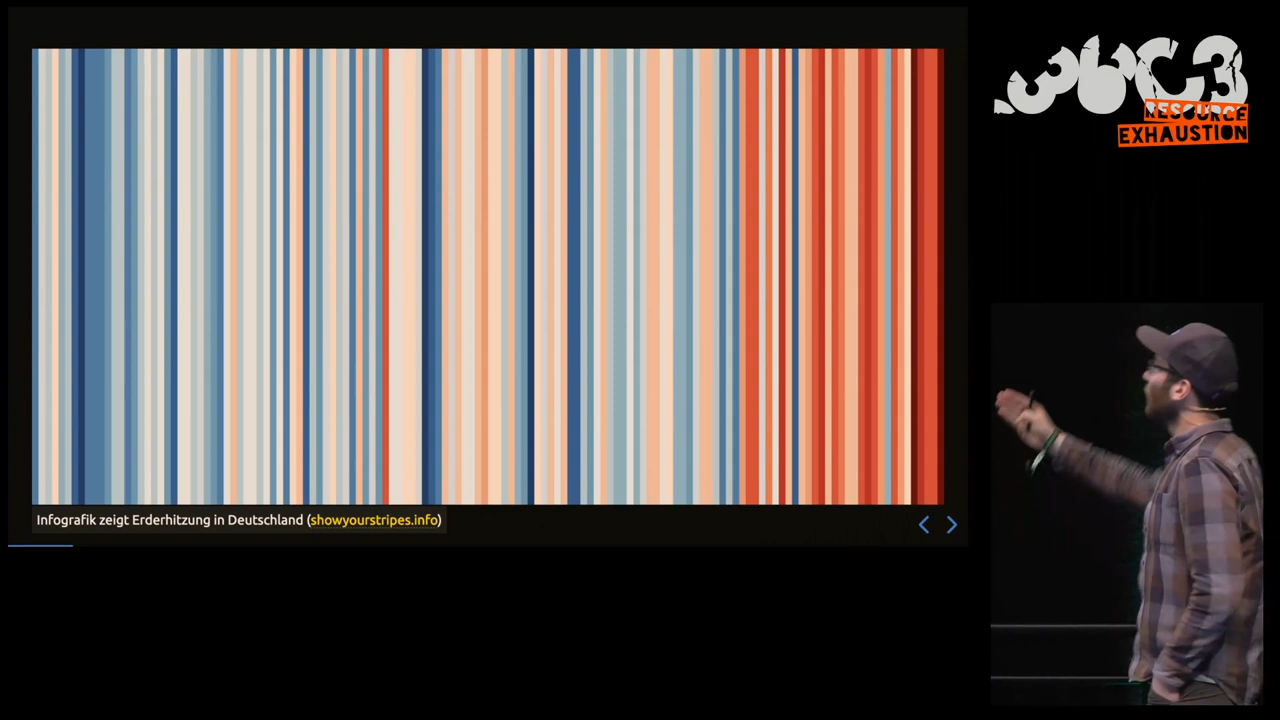 36C3
RESOURCE
EXHAUSTION
Infografik zeigt Erderhitzung in Deutschland (showyourstripes.info)